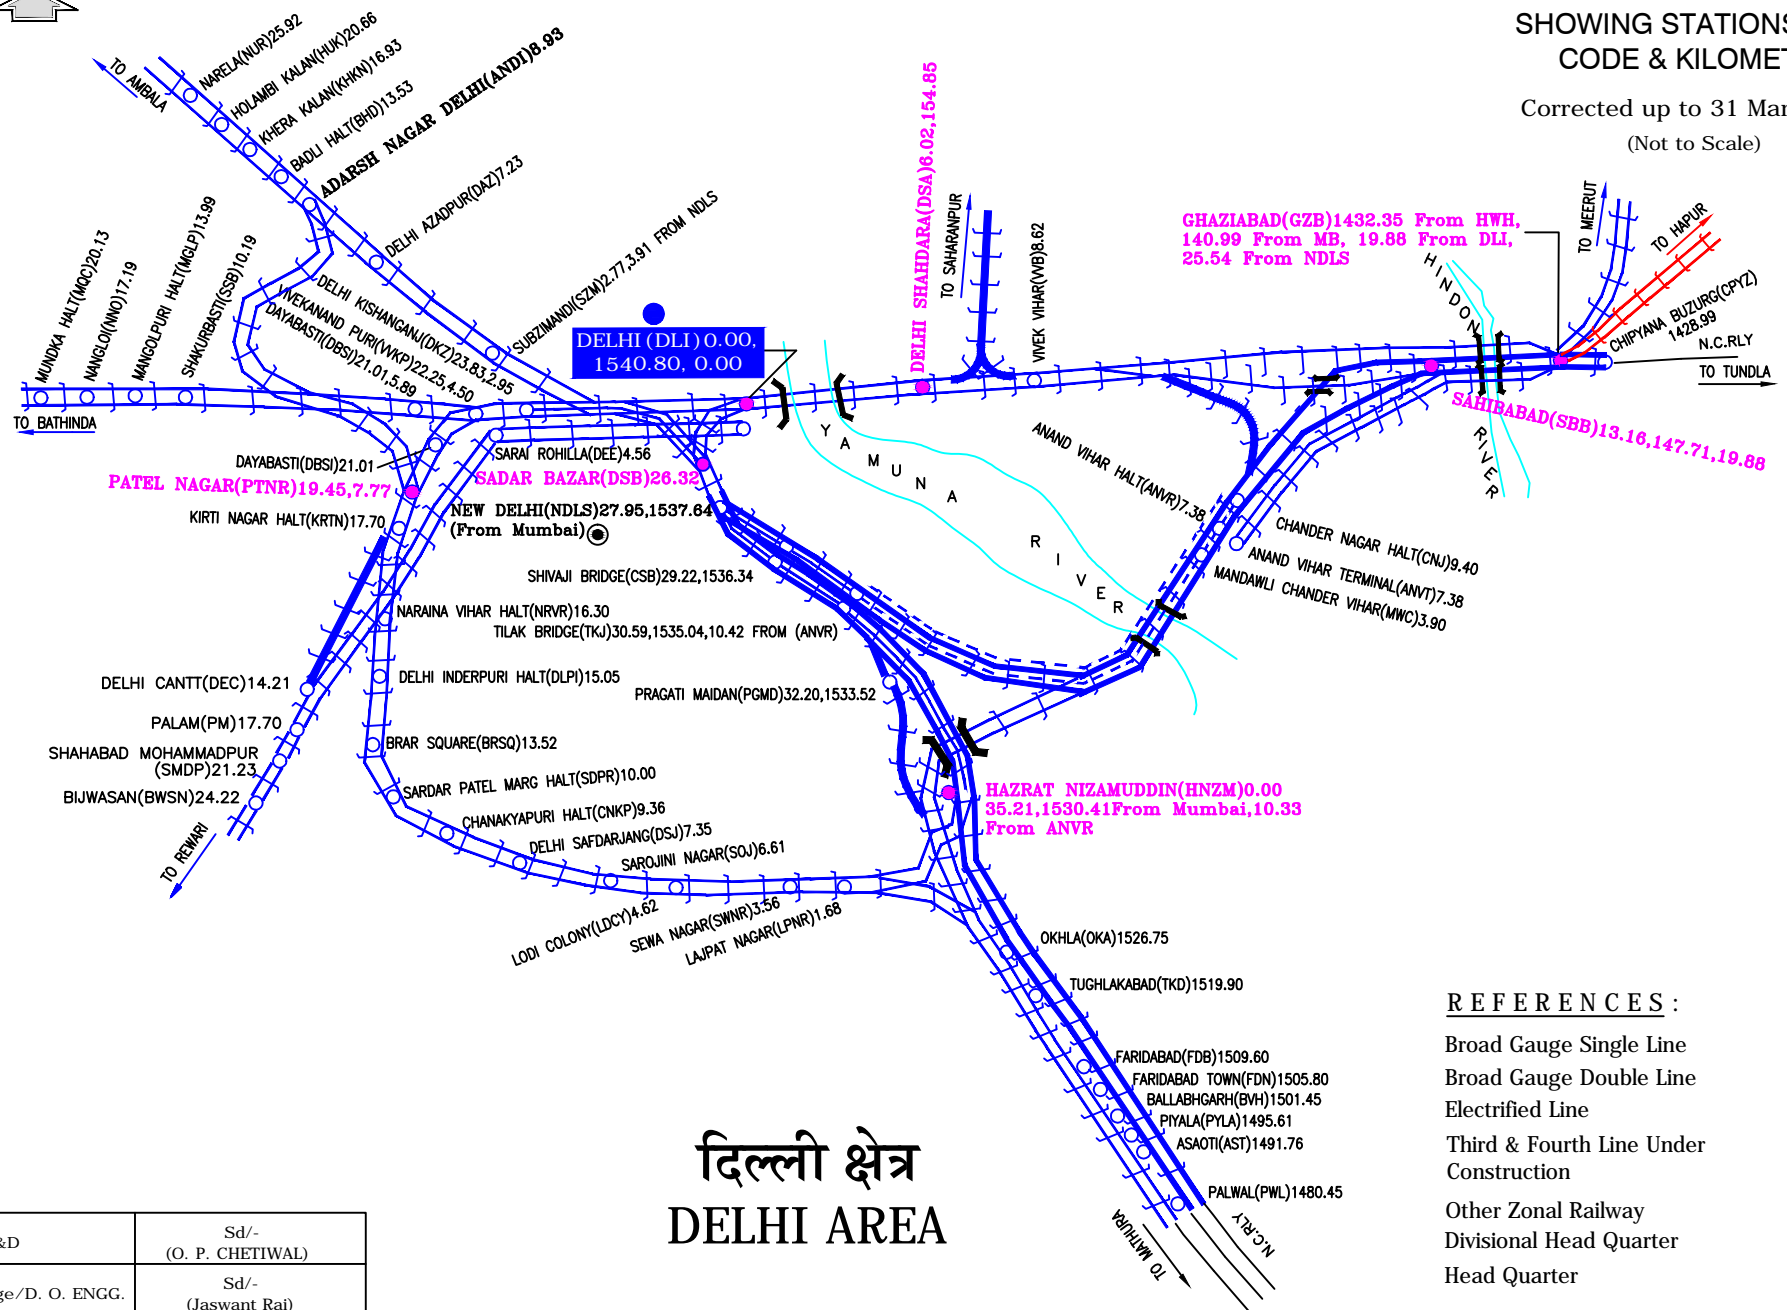 SHOWING STATIONS
CODE & KILOMET
Corrected up to 31 Mar
(Not to Scale)
TO AMBALA
NARELA(NUR)25.92
HOLAMBI KALAN(HUK)20.66
KHERA KALAN(KHKN)16.93
BADLI HALT(BHD)13.53
ADARSH NAGAR DELHI(ANDI)8.93
DELHI AZADPUR(DAZ)7.23
SUBZIMANDI(SZM)2.77,3.91 FROM NDLS
MUNDKA HALT(MQC)20.13
NANGLOI(NNO)17.19
MANGOLPURI HALT(MGLP)13.99
SHAKURBASTI(SSB)10.19
DELHI KISHANGANJ(DKZ)23.83,2.95
VIVEKANAND PURI(VVKP)22.25,4.50
DAYABASTI(DBSI)21.01,5.89
TO BATHINDA
DELHI (DLI) 0.00,
1540.80, 0.00
DELHI SHAHDARA(DSA)6.02,154.85
TO SAHARANPUR
VIVEK VIHAR(VVB)8.62
GHAZIABAD(GZB)1432.35 From HWH,
140.99 From MB, 19.88 From DLI,
25.54 From NDLS
TO MEERUT
TO HAPUR
HINDON
RIVER
CHIPYANA BUZURG(CPYZ)
1428.99
N.C.RLY
TO TUNDLA
SAHIBABAD(SBB)13.16,147.71,19.88
DAYABASTI(DBSI)21.01
PATEL NAGAR(PTNR)19.45,7.77
KIRTI NAGAR HALT(KRTN)17.70
SARAI ROHILLA(DEE)4.56
SADAR BAZAR(DSB)26.32
NEW DELHI(NDLS)27.95,1537.64
(From Mumbai)
YAMUNA
RIVER
ANAND VIHAR HALT(ANVR)7.38
CHANDER NAGAR HALT(CNJ)9.40
ANAND VIHAR TERMINAL(ANVT)7.38
MANDAWLI CHANDER VIHAR(MWC)3.90
SHIVAJI BRIDGE(CSB)29.22,1536.34
NARAINA VIHAR HALT(NRVR)16.30
TILAK BRIDGE(TKJ)30.59,1535.04,10.42 FROM (ANVR)
DELHI INDERPURI HALT(DLPI)15.05
PRAGATI MAIDAN(PGMD)32.20,1533.52
DELHI CANTT(DEC)14.21
PALAM(PM)17.70
SHAHABAD MOHAMMADPUR
(SMDP)21.23
BIJWASAN(BWSN)24.22
TO REWARI
BRAR SQUARE(BRSQ)13.52
SARDAR PATEL MARG HALT(SDPR)10.00
CHANAKYAPURI HALT(CNKP)9.36
DELHI SAFDARJANG(DSJ)7.35
SAROJINI NAGAR(SOJ)6.61
LODI COLONY(LDCY)4.62
SEWA NAGAR(SWNR)3.56
LAJPAT NAGAR(LPNR)1.68
HAZRAT NIZAMUDDIN(HNZM)0.00
35.21,1530.41From Mumbai,10.33
From ANVR
OKHLA(OKA)1526.75
TUGHLAKABAD(TKD)1519.90
FARIDABAD(FDB)1509.60
FARIDABAD TOWN(FDN)1505.80
BALLABHGARH(BVH)1501.45
PIYALA(PYLA)1495.61
ASAOTI(AST)1491.76
PALWAL(PWL)1480.45
TO MATHURA
N.C.RLY
दिल्ली क्षेत्र
DELHI AREA
REFERENCES :
Broad Gauge Single Line
Broad Gauge Double Line
Electrified Line
Third & Fourth Line Under
Construction
Other Zonal Railway
Divisional Head Quarter
Head Quarter
&D
Sd/-
(O. P. CHETIWAL)
ge/D. O. ENGG.
Sd/-
(Jaswant Rai)